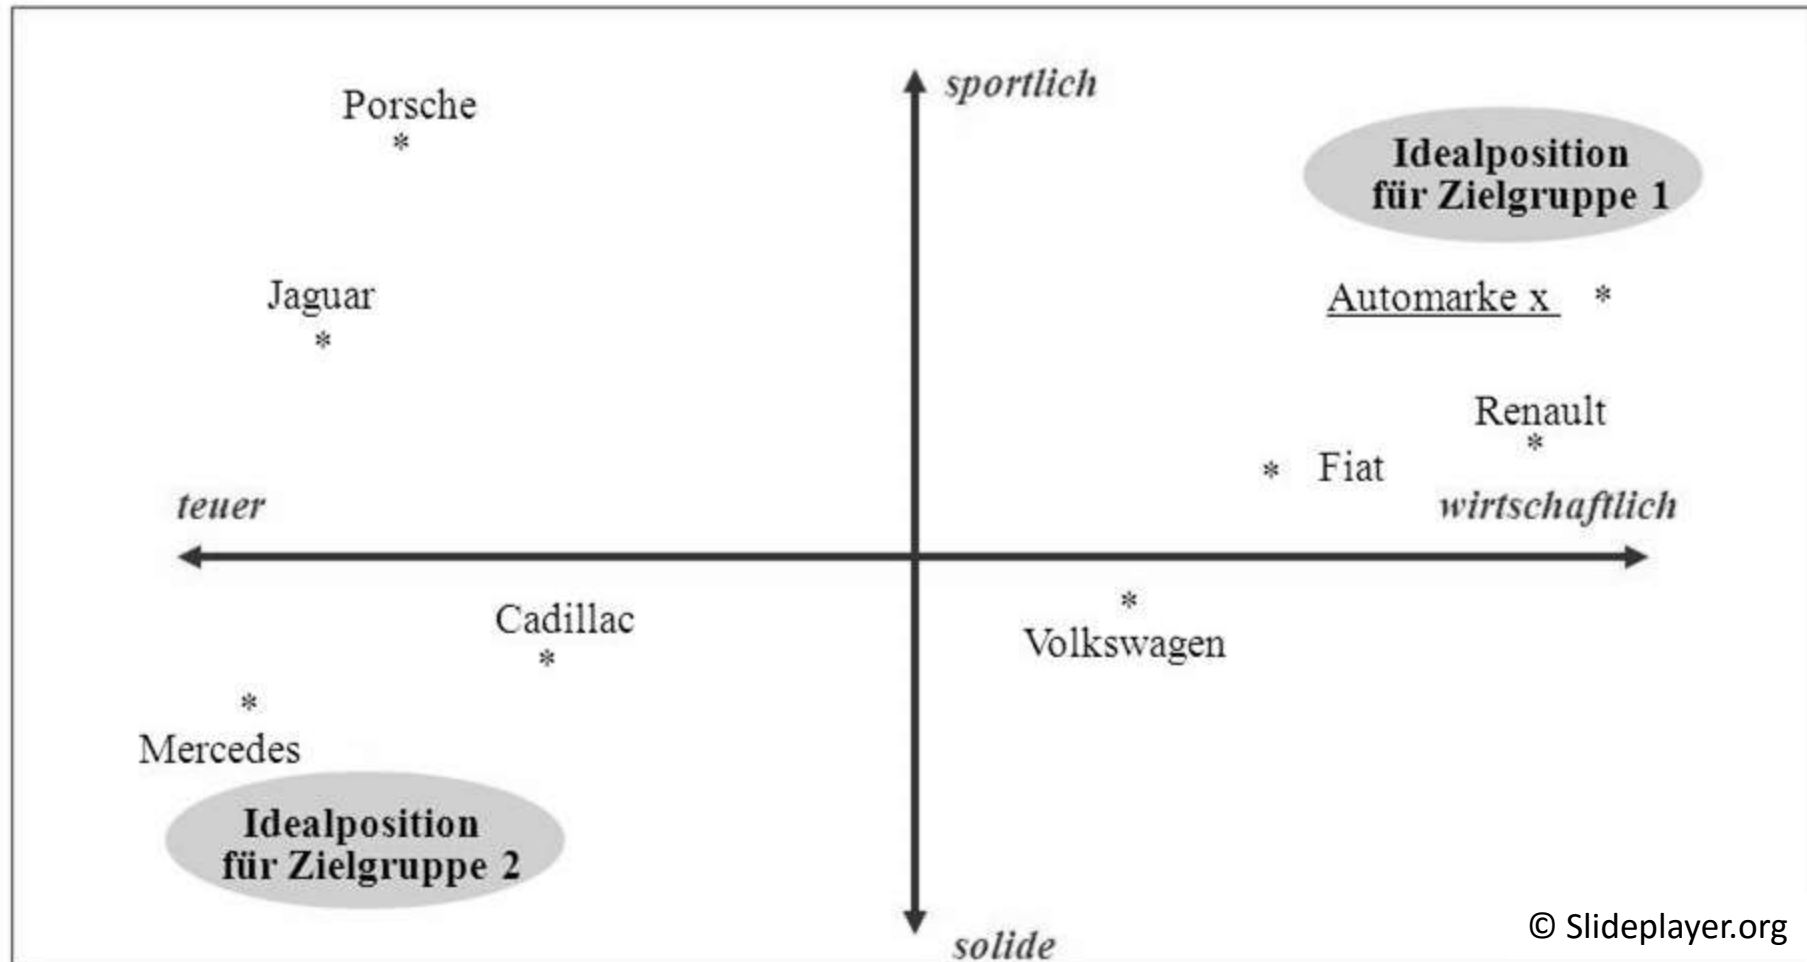 sportlich
Porsche
*
Idealposition
für Zielgruppe 1
Jaguar
*
Automarke x *
Renault
*
* Fiat
teuer
wirtschaftlich
*
Cadillac
*
Volkswagen
*
Mercedes
Idealposition
für Zielgruppe 2
solide
© Slideplayer.org